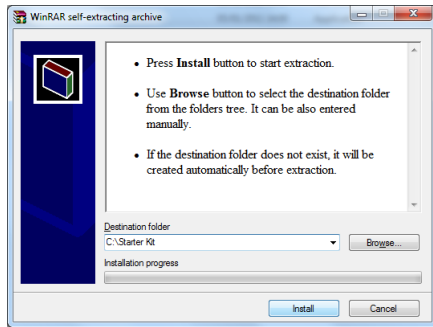 WinRAR self-extracting archive
• Press Install button to start extraction.
• Use Browse button to select the destination folder
from the folders tree. It can be also entered
manually.
• If the destination folder does not exist, it will be
created automatically before extraction.
Destination folder
C:\Starter Kit
Browse...
Installation progress
Install
Cancel